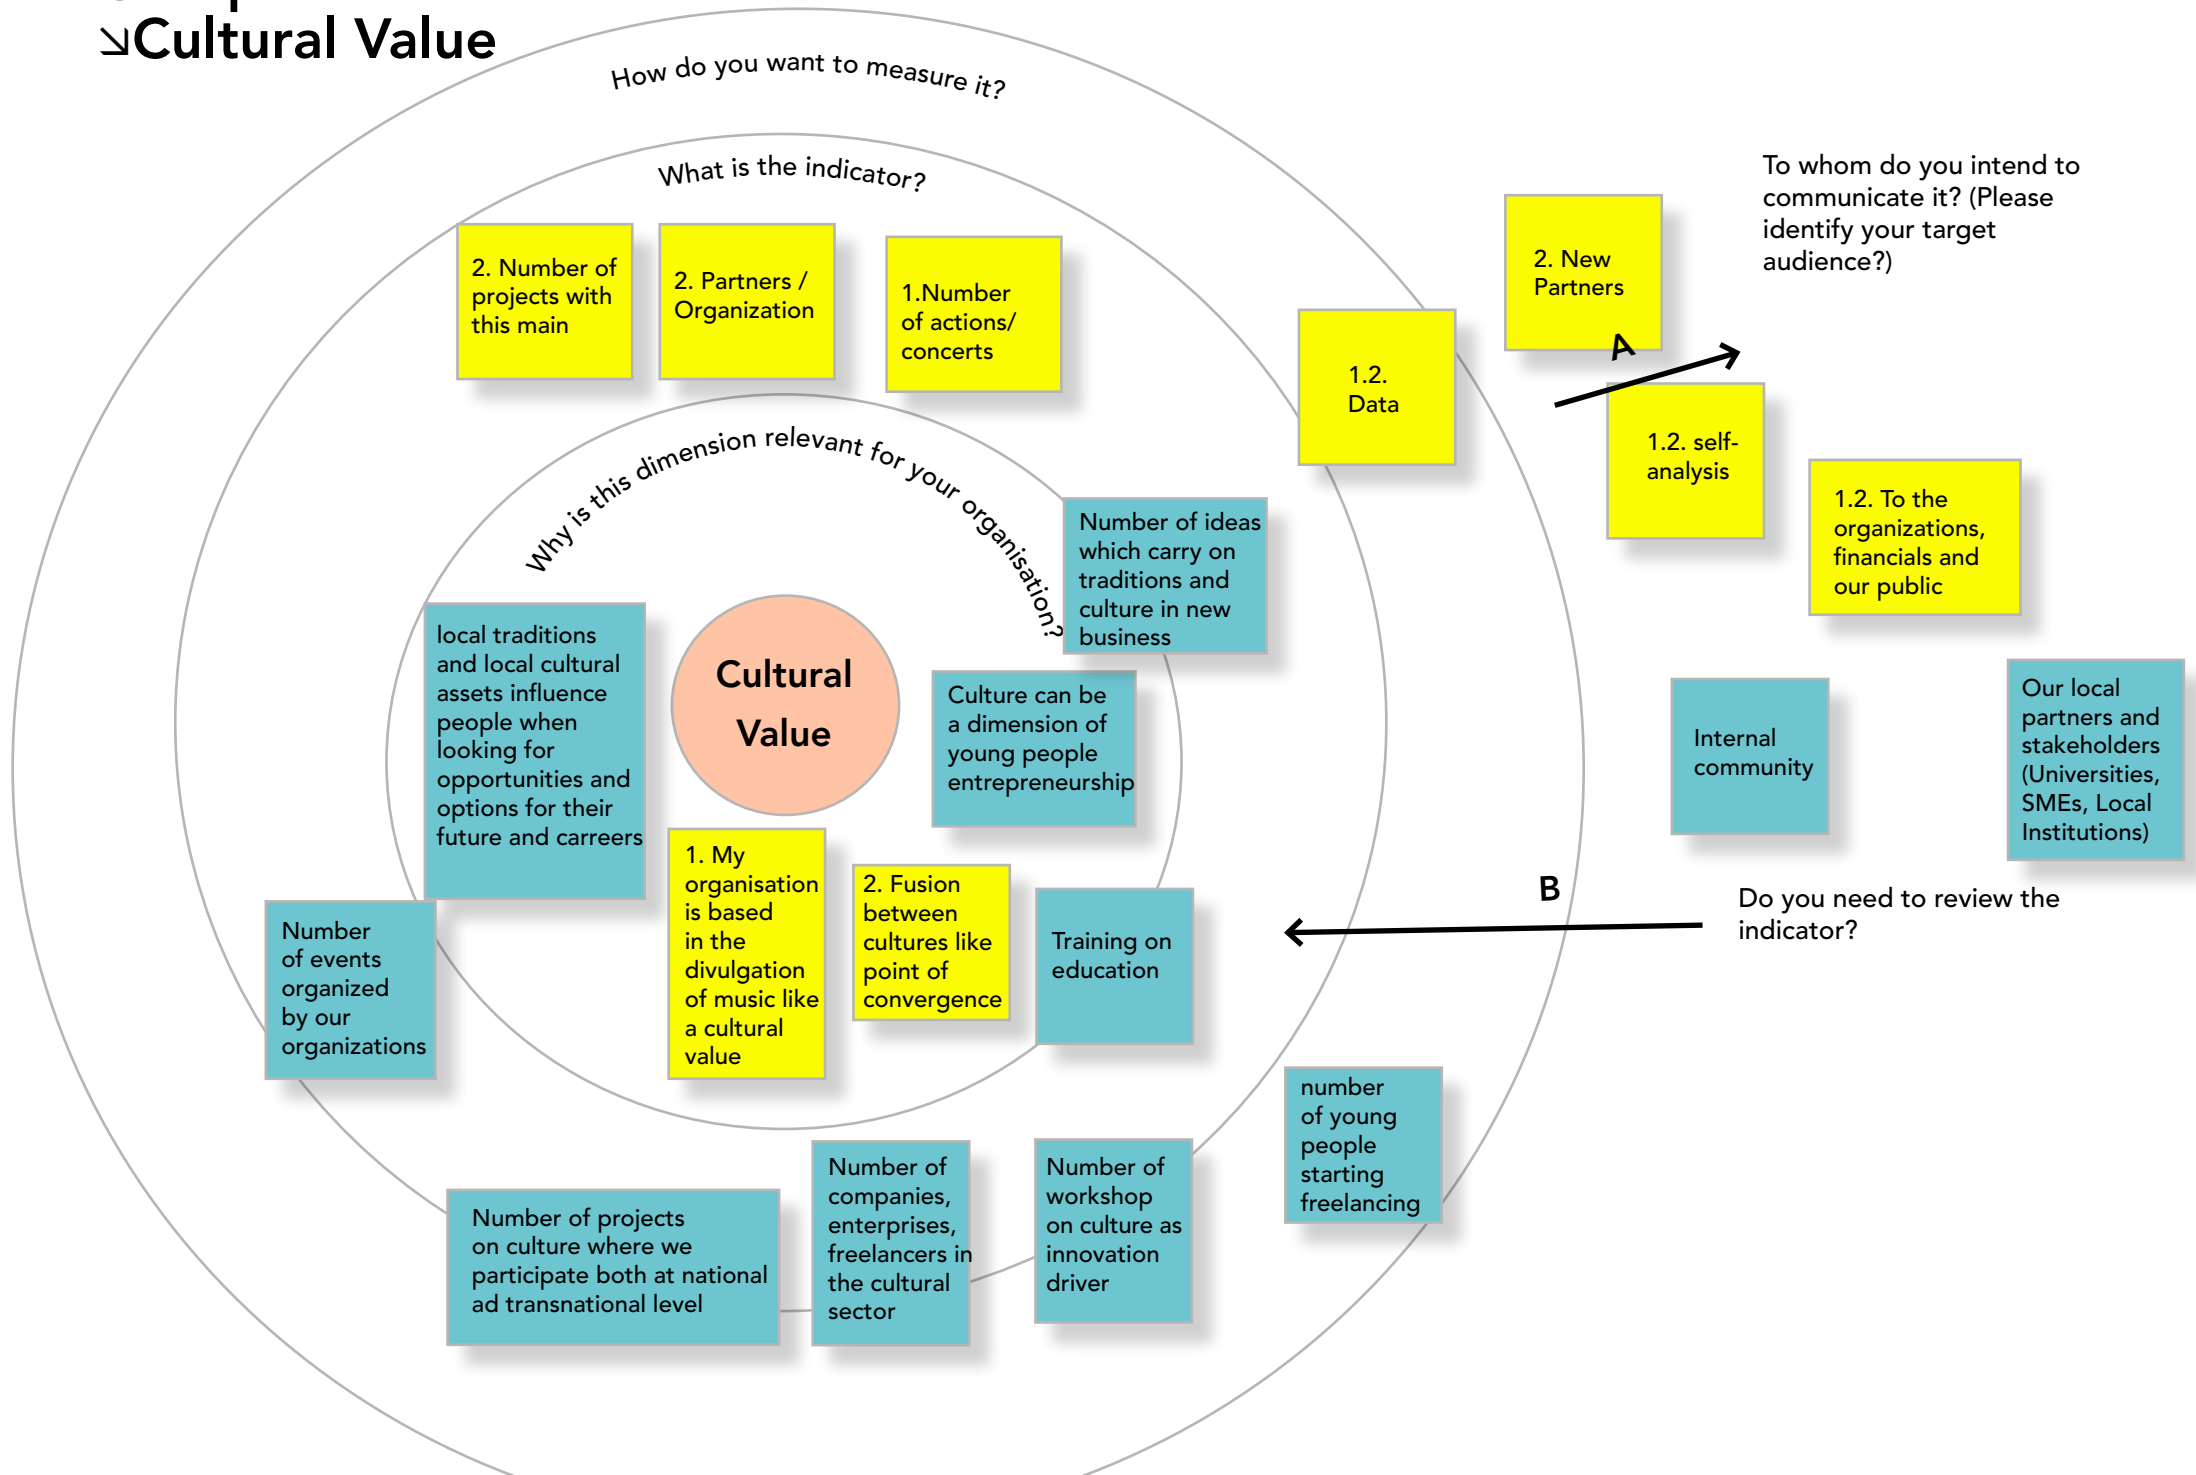 ↘Cultural Value
How do you want to measure it?
What is the indicator?
2. Number of
projects with
this main
2. Partners /
Organization
1.Number
of actions/
concerts
1.2.
Data
2. New
Partners
To whom do you intend to
communicate it? (Please
identify your target
audience?)
A
1.2. self-
analysis
1.2. To the
organizations,
financials and
our public
Why is this dimension relevant for your organisation?
Number of ideas
which carry on
traditions and
culture in new
business
local traditions
and local cultural
assets influence
people when
looking for
opportunities and
options for their
future and carreers
Cultural
Value
Culture can be
a dimension of
young people
entrepreneurship
Internal
community
Our local
partners and
stakeholders
(Universities,
SMEs, Local
Institutions)
1. My
organisation
is based
in the
divulgation
of music like
a cultural
value
2. Fusion
between
cultures like
point of
convergence
Training on
education
B
Do you need to review the
indicator?
Number
of events
organized
by our
organizations
number
of young
people
starting
freelancing
Number of projects
on culture where we
participate both at national
ad transnational level
Number of
companies,
enterprises,
freelancers in
the cultural
sector
Number of
workshop
on culture as
innovation
driver